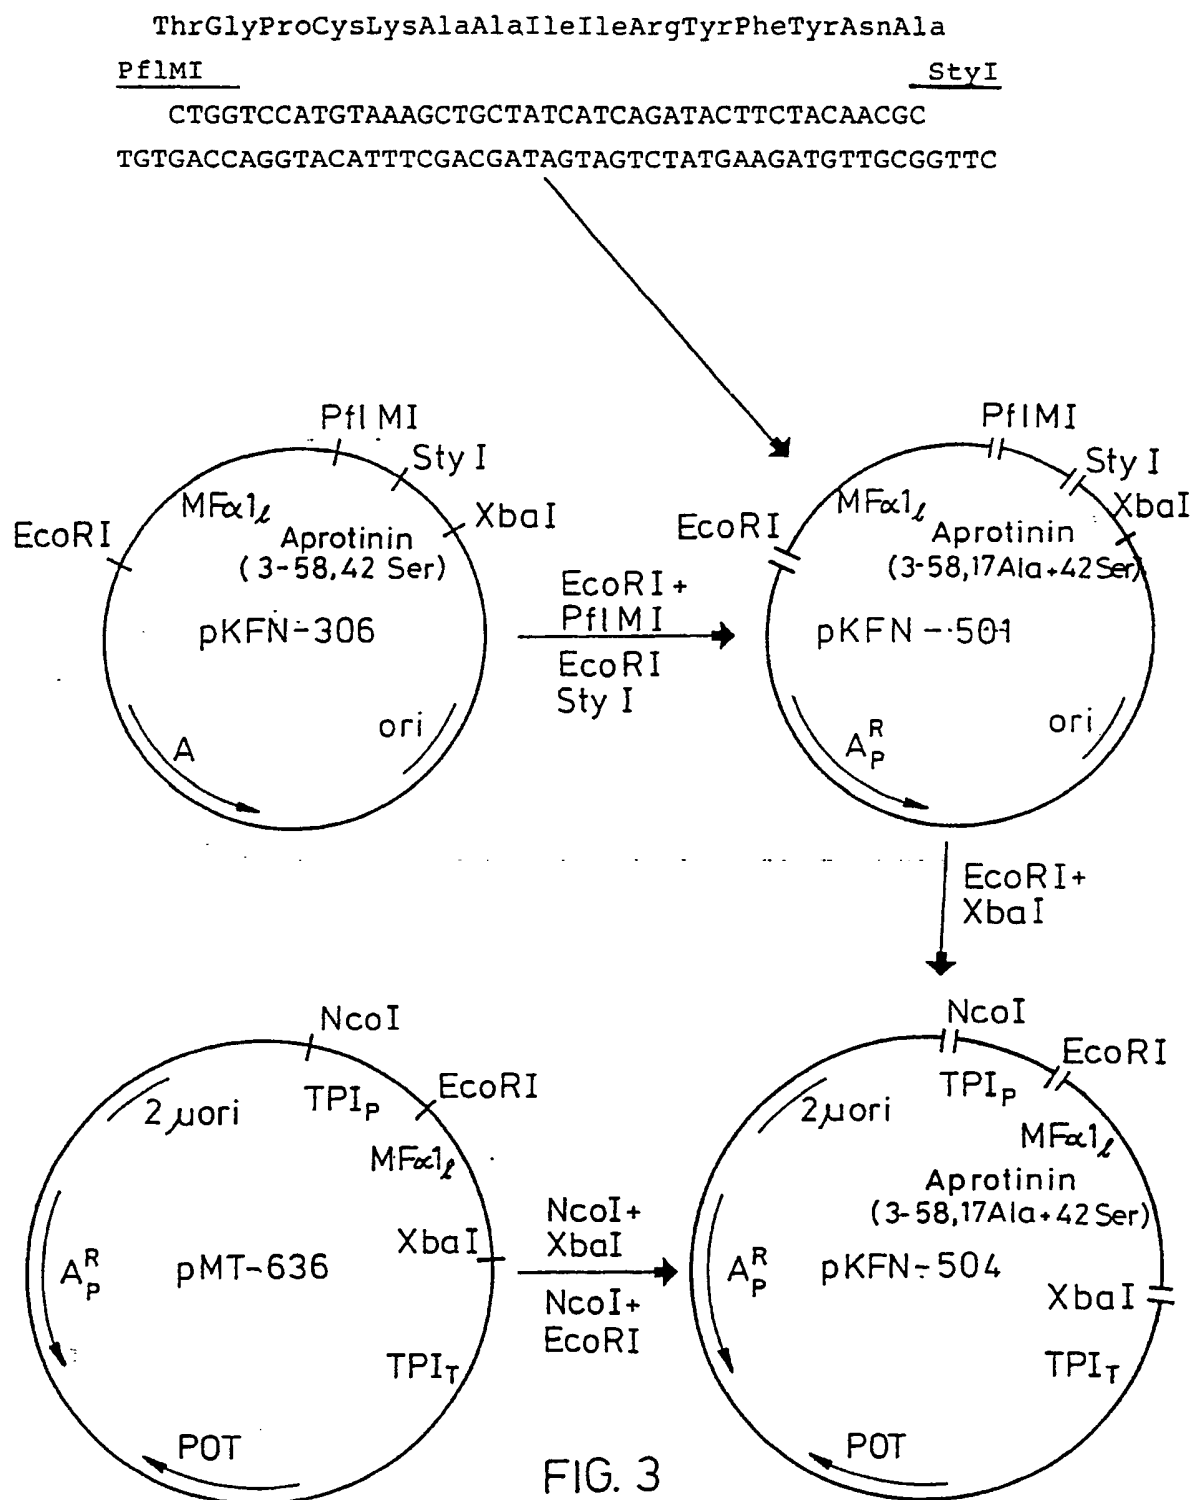 ThrGlyProCysLysAlaAlaIleIleArgTyrPheTyrAsnAla
PflMI StyI
CTGGTCCATGTAAAGCTGCTATCATCAGATACTTCTACAACGC
TGTGACCAGGTACATTTCGACGATAGTAGTCTATGAAGATGTTGCGGTTC
PflMI
StyI
XbaI
EcoRI
MFα1ℓ
Aprotinin
(3-58,42 Ser)
pKFN-306
ori
A
EcoRI+
PflMI
EcoRI
StyI
PflMI
StyI
XbaI
EcoRI
MFα1ℓ
Aprotinin
(3-58,17Ala+42Ser)
pKFN-501
ori
A
R
P
EcoRI+
XbaI
NcoI
EcoRI
2μori
TPIP
MFα1ℓ
XbaI
A
R
P
pMT-636
TPIT
POT
NcoI+
XbaI
NcoI+
EcoRI
NcoI
EcoRI
2μori
TPIP
MFα1ℓ
Aprotinin
(3-58,17Ala+42Ser)
A
R
P
pKFN-504
XbaI
TPIT
POT
FIG. 3